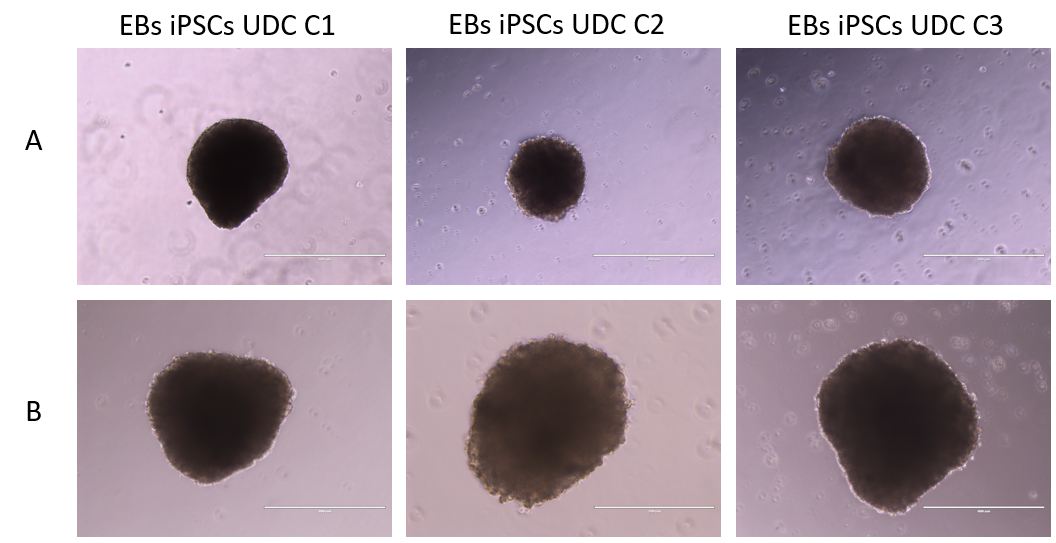 EBs iPSCs UDC C1
EBs iPSCs UDC C2
EBs iPSCs UDC C3
A
B